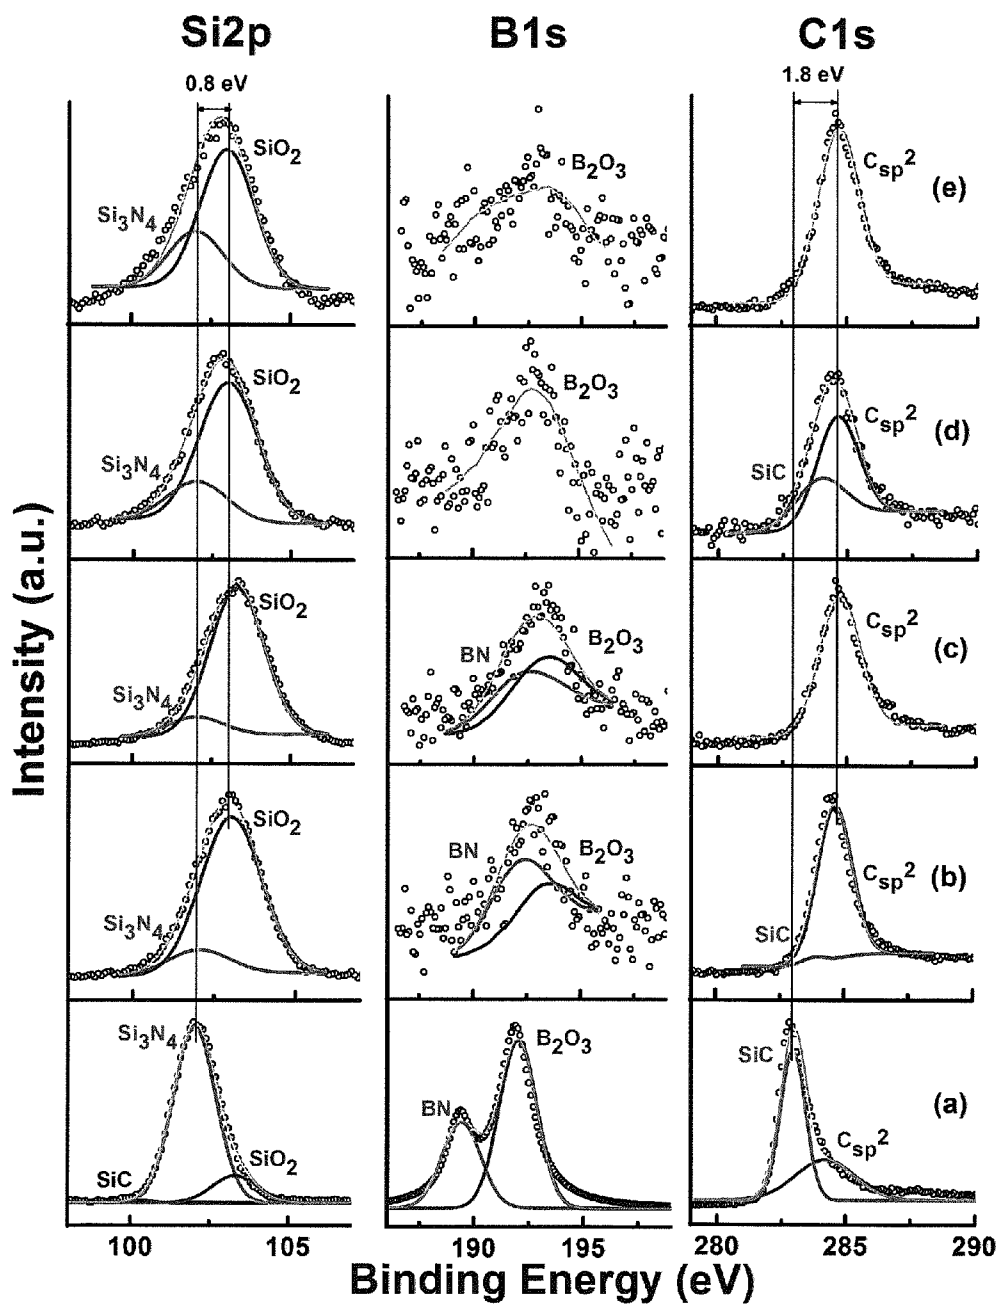 Si2p B1s C1s
0.8 eV 1.8 eV
SiO2 B2O3 Csp2 (e)
Si3N4
SiO2 B2O3 Csp2 (d)
Si3N4 SiC
SiO2 BN B2O3 Csp2 (c)
Si3N4
SiO2 BN B2O3 Csp2 (b)
Si3N4 SiC
Si3N4 B2O3 SiC
BN (a)
SiO2 Csp2
SiC
100 105 190 195 280 285 290
Binding Energy (eV)
Intensity (a.u.)